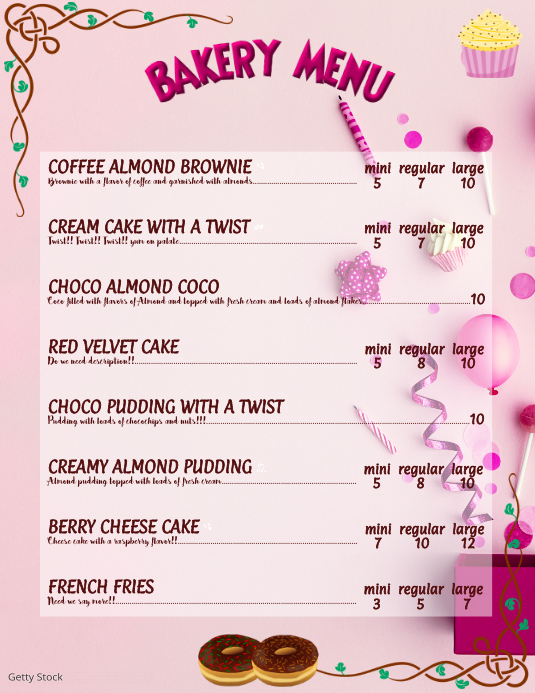 BAKERY MENU
COFFEE ALMOND BROWNIE mini regular large
Brownie with a flavor of coffee and garnished with almonds 5 7 10
CREAM CAKE WITH A TWIST mini regular large
Twist!! Twist!! Twist!! yum on palate 5 7 10
CHOCO ALMOND COCO
Coco filled with flavors of Almond and topped with fresh cream and loads of almond flakes 10
RED VELVET CAKE mini regular large
Do we need description!! 5 8 10
CHOCO PUDDING WITH A TWIST
Pudding with loads of chocochips and nuts!!! 10
CREAMY ALMOND PUDDING mini regular large
Almond pudding topped with loads of fresh cream 5 8 10
BERRY CHEESE CAKE mini regular large
Cheese cake with a raspberry flavor!! 7 10 12
FRENCH FRIES mini regular large
Need we say more!! 3 5 7
Getty Stock